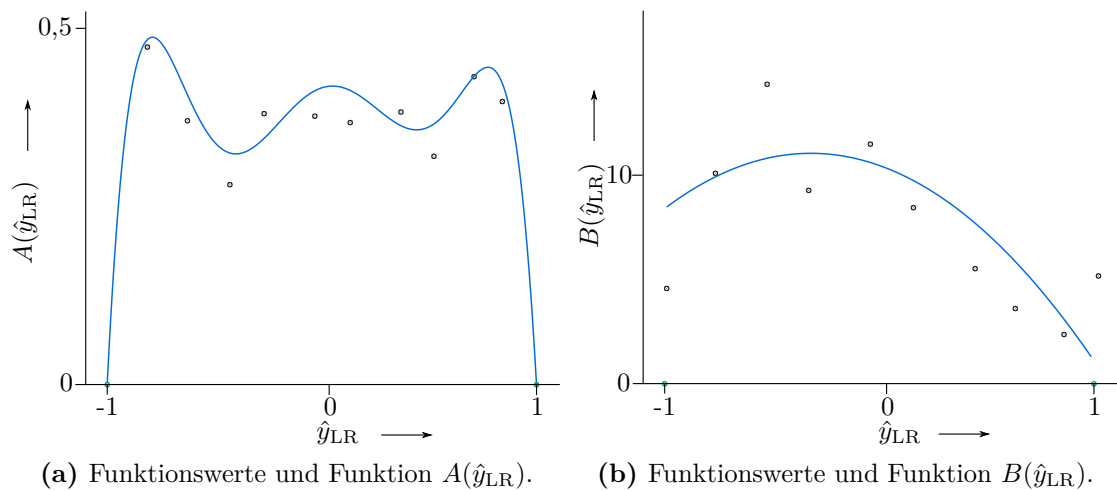 0,5
A(ŷ_LR)
0
-1 0 1
ŷ_LR
(a) Funktionswerte und Funktion A(ŷ_LR).
10
B(ŷ_LR)
0
-1 0 1
ŷ_LR
(b) Funktionswerte und Funktion B(ŷ_LR).